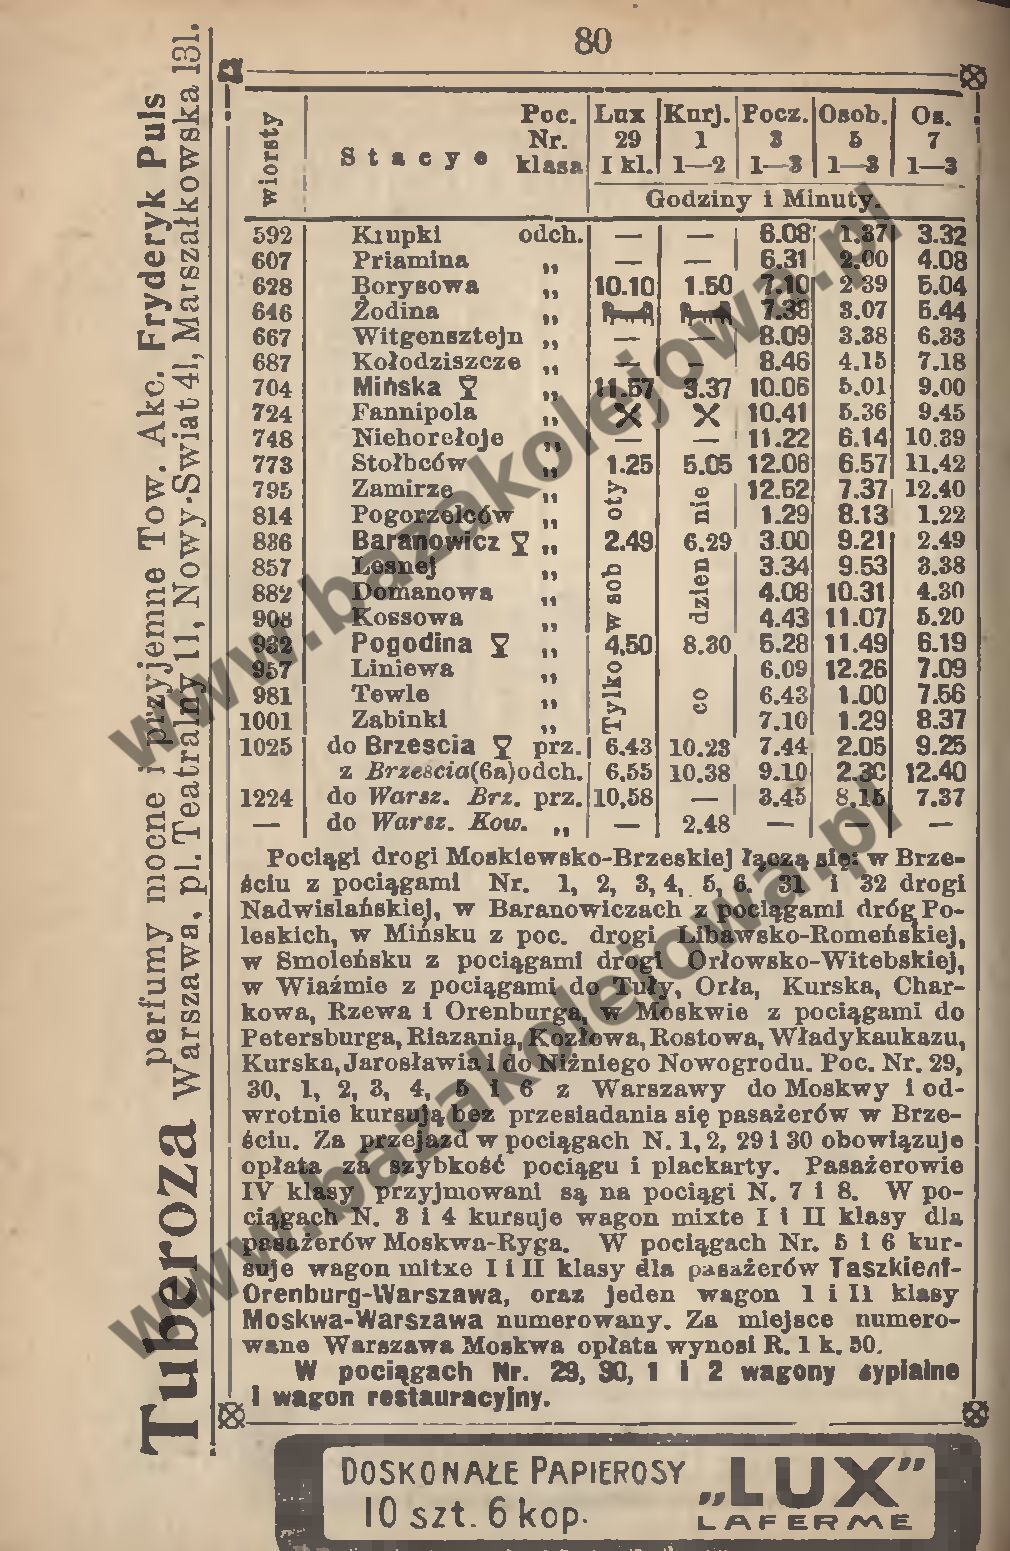 80
Tuberoza perfumy mocne i przyjemne Tow. Akc. Fryderyk Puls
Warszawa, pl. Teatralny 11, Nowy-Swiat 41, Marszałkowska 131.
wiorsty Stacye Poc. Lux Kurj. Pocz. Osob. Os.
Nr. 29 1 3 5 7
klasa I kl. 1—2 1—3 1—3 1—3
Godziny i Minuty.
592 Krupki odch. — — 6.08 1.37 3.32
607 Priamina „ — — 6.31 2.00 4.08
628 Borysowa „ 10.10 1.50 7.10 2.39 5.04
646 Żodina „ 7.38 3.07 5.44
667 Witgensztejn „ — — 8.09 3.38 6.33
687 Kołodziszcze „ — — 8.46 4.15 7.18
704 Mińska „ 11.57 3.37 10.06 5.01 9.00
724 Fannipola „ 10.41 5.36 9.45
748 Niehorełoje „ — — 11.22 6.14 10.39
773 Stołbców „ 1.25 5.05 12.06 6.57 11.42
795 Zamirze „ 12.52 7.37 12.40
814 Pogorzelców „ 1.29 8.13 1.22
836 Baranowicz „ 2.49 6.29 3.00 9.21 2.49
857 Lesnej „ 3.34 9.53 3.38
882 Domanowa „ 4.08 10.31 4.30
908 Kossowa „ 4.43 11.07 5.20
932 Pogodina „ 4.50 8.30 5.28 11.49 6.19
957 Liniewa „ 6.09 12.26 7.09
981 Tewle „ 6.43 1.00 7.56
1001 Zabinki „ 7.10 1.29 8.37
Tylko w soboty
codziennie
1025 do Brzescia prz. 6.43 10.23 7.44 2.05 9.25
z Brzescia(6a)odch. 6.55 10.38 9.10 2.30 12.40
1224 do Warsz. Brz. prz. 10,58 — 3.45 8.15 7.37
— do Warsz. Kow. „ — 2.48 — — —
Pociągi drogi Moskiewsko-Brzeskiej łączą się: w Brze-
ściu z pociągami Nr. 1, 2, 3, 4, 5, 6. 31 i 32 drogi
Nadwislańskiej, w Baranowiczach z pociągami dróg Po-
leskich, w Mińsku z poc. drogi Libawsko-Romeńskiej,
w Smoleńsku z pociągami drogi Orłowsko-Witebskiej,
w Wiaźmie z pociągami do Tuły, Orła, Kurska, Char-
kowa, Rzewa i Orenburga, w Moskwie z pociągami do
Petersburga, Riazania, Kozłowa, Rostowa, Władykaukazu,
Kurska, Jarosławia i do Niżniego Nowogrodu. Poc. Nr. 29,
30, 1, 2, 3, 4, 5 i 6 z Warszawy do Moskwy i od-
wrotnie kursują bez przesiadania się pasażerów w Brze-
ściu. Za przejazd w pociągach N. 1, 2, 29 i 30 obowiązuje
opłata za szybkość pociągu i plackarty. Pasażerowie
IV klasy przyjmowani są na pociągi N. 7 i 8. W po-
ciągach N. 3 i 4 kursuje wagon mixte I i II klasy dla
pasażerów Moskwa-Ryga. W pociągach Nr. 5 i 6 kur-
suje wagon mitxe I i II klasy dla pasażerów Taszkient-
Orenburg-Warszawa, oraz jeden wagon 1 i II klasy
Moskwa-Warszawa numerowany. Za miejsce numero-
wane Warszawa Moskwa opłata wynosi R. 1 k. 50.
W pociągach Nr. 29, 30, 1 i 2 wagony sypialne
i wagon restauracyjny.
DOSKONAŁE PAPIEROSY „LUX”
10 szt. 6 kop. LAFERME
www.bazakolejowa.pl
www.bazakolejowa.pl